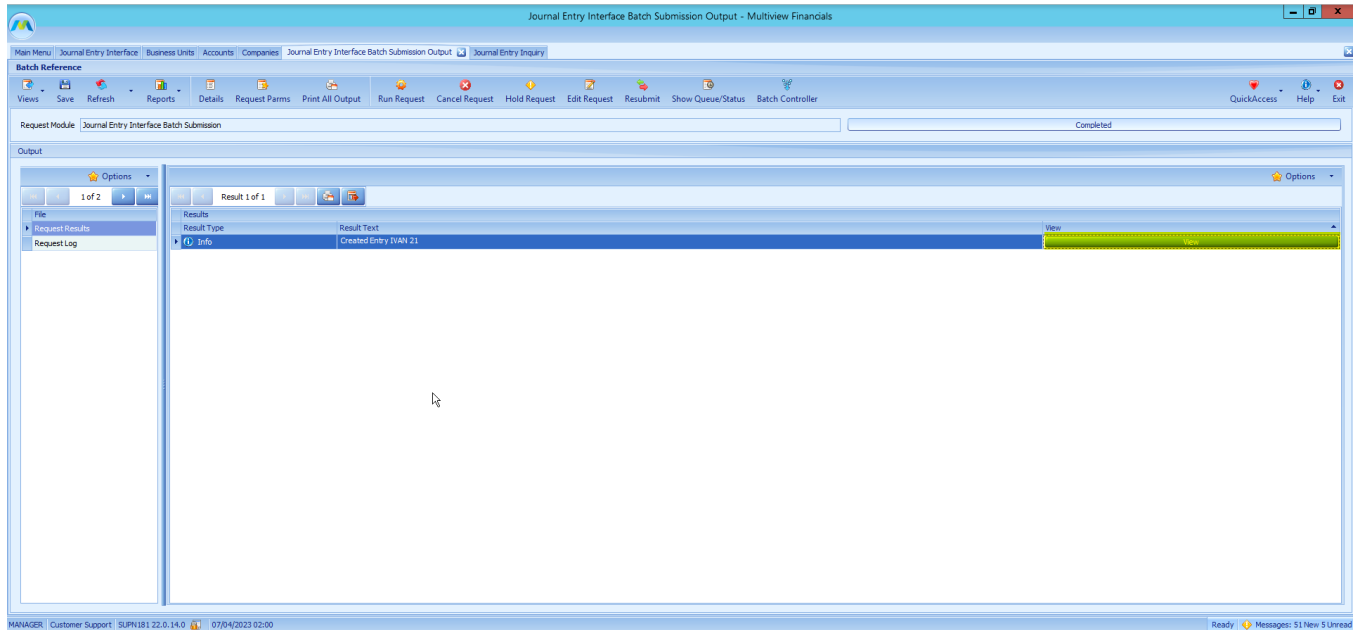 Journal Entry Interface Batch Submission Output - Multiview Financials
Main Menu Journal Entry Interface Business Units Accounts Companies Journal Entry Interface Batch Submission Output Journal Entry Inquiry
Batch Reference
Views Save Refresh Reports Details Request Parms Print All Output Run Request Cancel Request Hold Request Edit Request Resubmit Show Queue/Status Batch Controller QuickAccess Help Exit
Request Module Journal Entry Interface Batch Submission Completed
Output
Options Options
1 of 2 Result 1 of 1
File Results
Request Results Result Type Result Text View
Request Log Info Created Entry IVAN 21 View
MANAGER Customer Support SUPN181 22.0.14.0 07/04/2023 02:00 Ready Messages: 51 New 5 Unread